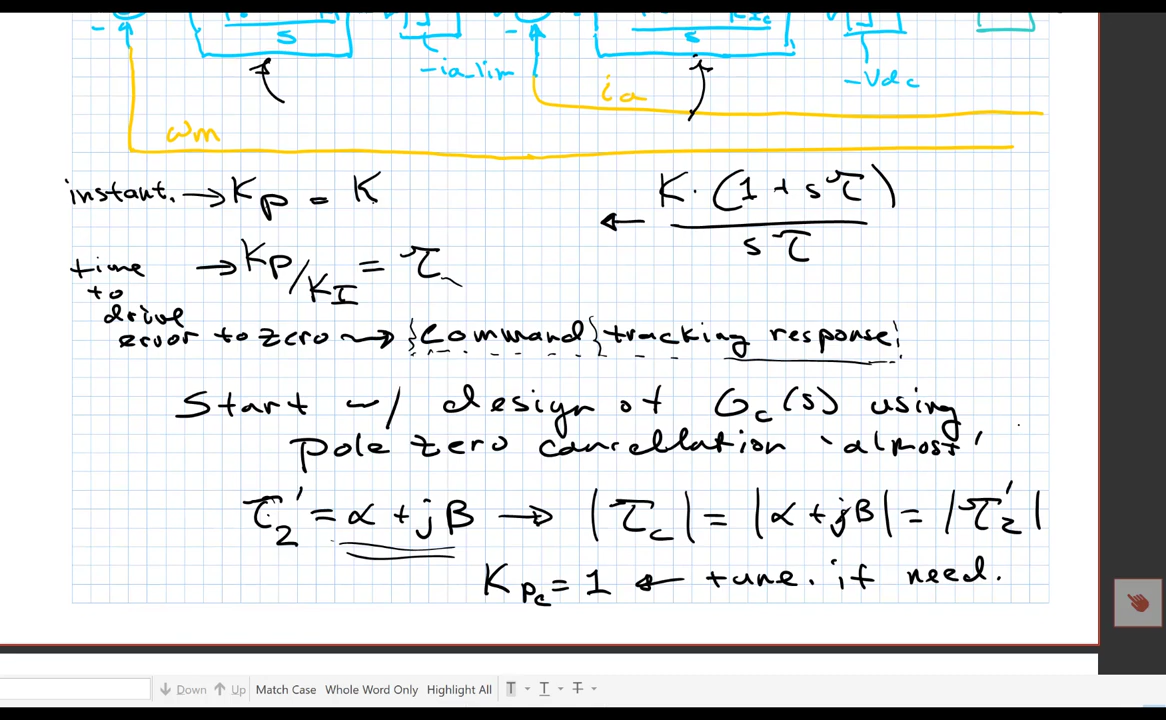 s
s
-ia_lim
ia
-Vdc
ωm
instant. → Kp = K
K · (1 + sτ)
← sτ
time → Kp/KI = τ
to
drive
error to zero → {Command} tracking response
Start w/ design of Gc(s) using
pole zero cancellation 'almost'
τ2' = α + jβ → |τc| = |α + jβ| = |τ2'|
Kpc = 1 ← tune. if need.
Down Up Match Case Whole Word Only Highlight All T T T